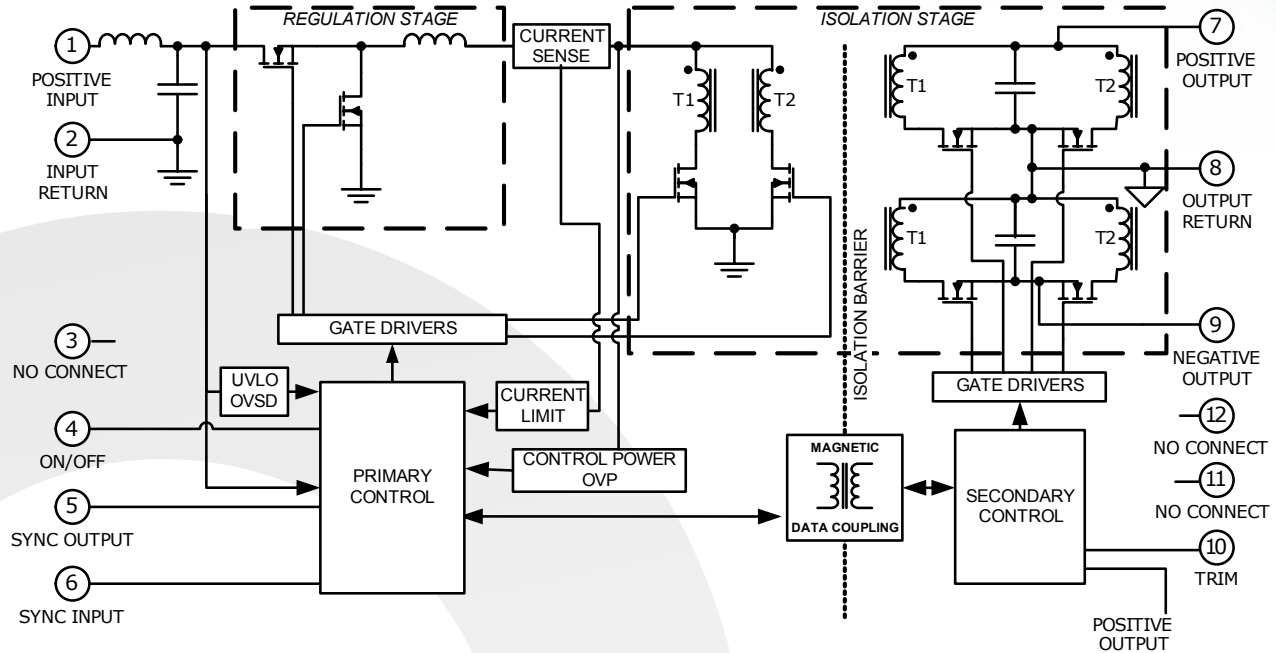 REGULATION STAGE
ISOLATION STAGE
1
POSITIVE
INPUT
2
INPUT
RETURN
CURRENT
SENSE
T1
T2
T1
T2
T1
T2
7
POSITIVE
OUTPUT
8
OUTPUT
RETURN
9
NEGATIVE
OUTPUT
ISOLATION BARRIER
3
NO CONNECT
GATE DRIVERS
UVLO
OVSD
CURRENT
LIMIT
CONTROL POWER
OVP
PRIMARY
CONTROL
4
ON/OFF
5
SYNC OUTPUT
6
SYNC INPUT
MAGNETIC
DATA COUPLING
GATE DRIVERS
SECONDARY
CONTROL
12
NO CONNECT
11
NO CONNECT
10
TRIM
POSITIVE
OUTPUT